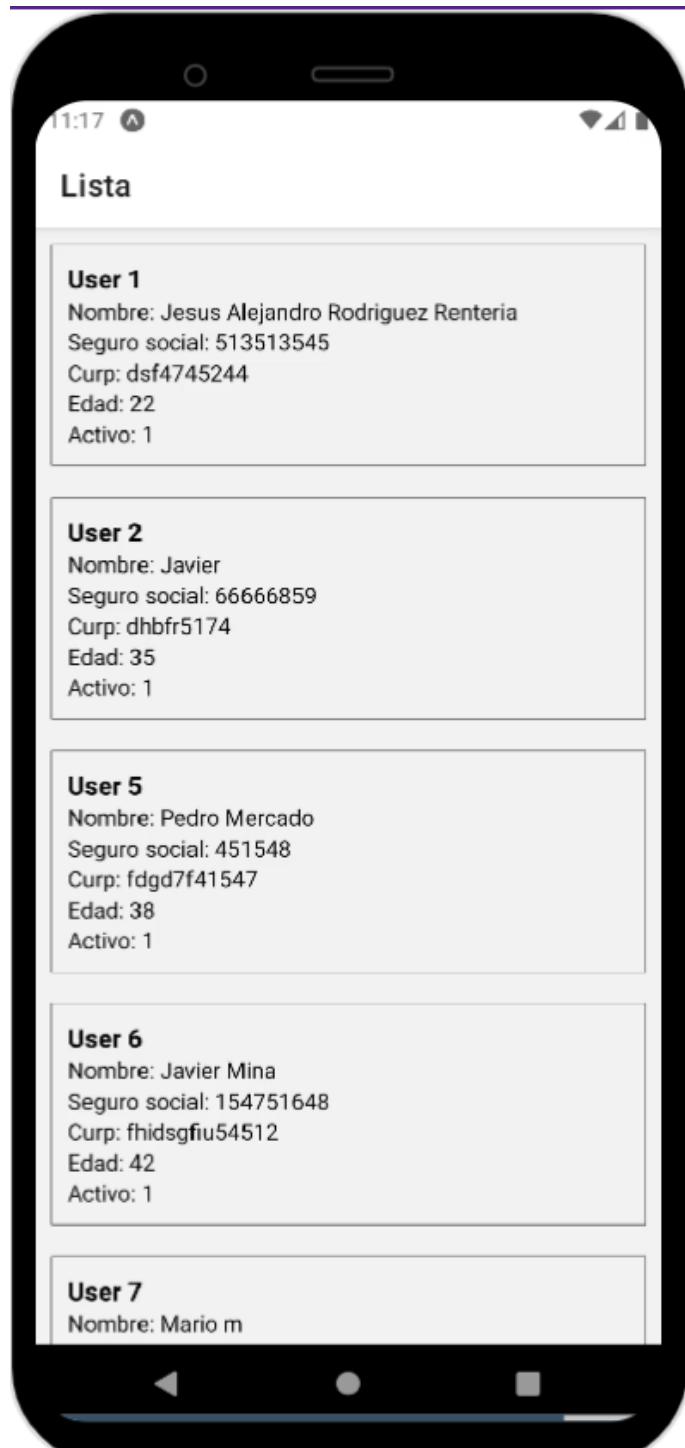 11:17
Lista
User 1
Nombre: Jesus Alejandro Rodriguez Renteria
Seguro social: 513513545
Curp: dsf4745244
Edad: 22
Activo: 1
User 2
Nombre: Javier
Seguro social: 66666859
Curp: dhbfr5174
Edad: 35
Activo: 1
User 5
Nombre: Pedro Mercado
Seguro social: 451548
Curp: fdgd7f41547
Edad: 38
Activo: 1
User 6
Nombre: Javier Mina
Seguro social: 154751648
Curp: fhidsgfiu54512
Edad: 42
Activo: 1
User 7
Nombre: Mario m